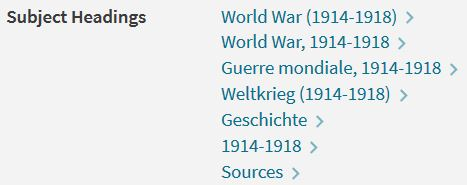 Subject Headings
World War (1914-1918) >
World War, 1914-1918 >
Guerre mondiale, 1914-1918 >
Weltkrieg (1914-1918) >
Geschichte >
1914-1918 >
Sources >